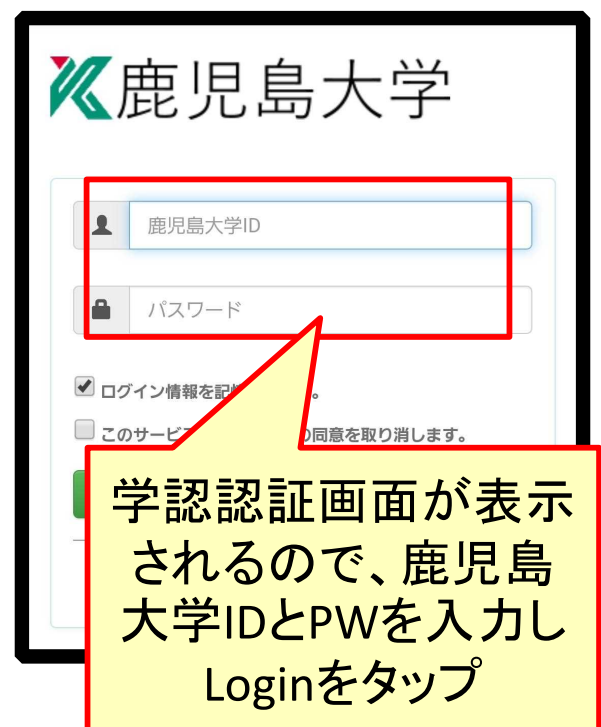 鹿児島大学
鹿児島大学ID
パスワード
ログイン情報を記 。
このサービ の同意を取り消します。
学認認証画面が表示
されるので、鹿児島
大学IDとPWを入力し
Loginをタップ